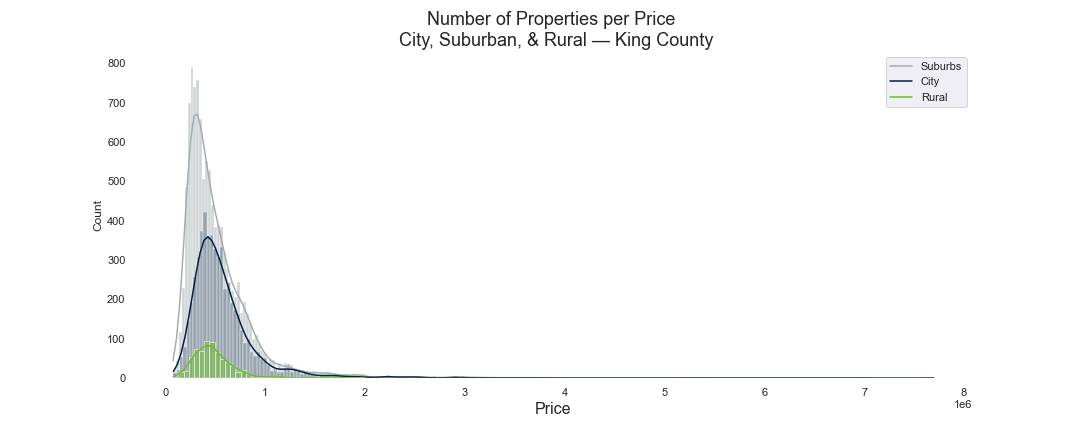 Number of Properties per Price
City, Suburban, & Rural — King County
Suburbs
City
Rural
800
700
600
500
400
300
200
100
0
Count
0 1 2 3 4 5 6 7 8
1e6
Price